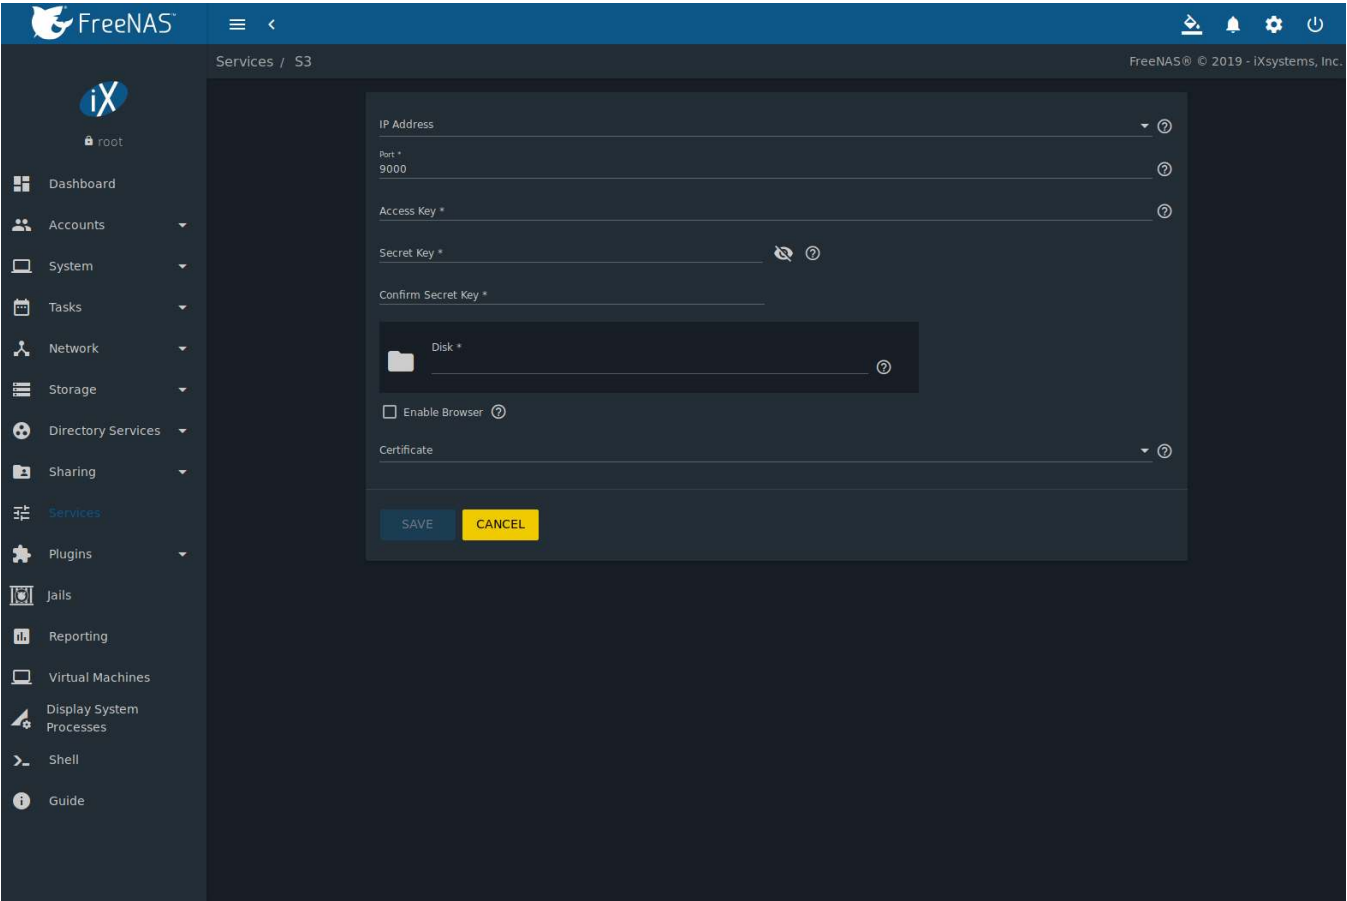 FreeNAS™
Services / S3
FreeNAS® © 2019 - iXsystems, Inc.
iX
root
Dashboard
Accounts
System
Tasks
Network
Storage
Directory Services
Sharing
Services
Plugins
Jails
Reporting
Virtual Machines
Display System
Processes
Shell
Guide
IP Address
Port *
9000
Access Key *
Secret Key *
Confirm Secret Key *
Disk *
Enable Browser
Certificate
SAVE
CANCEL